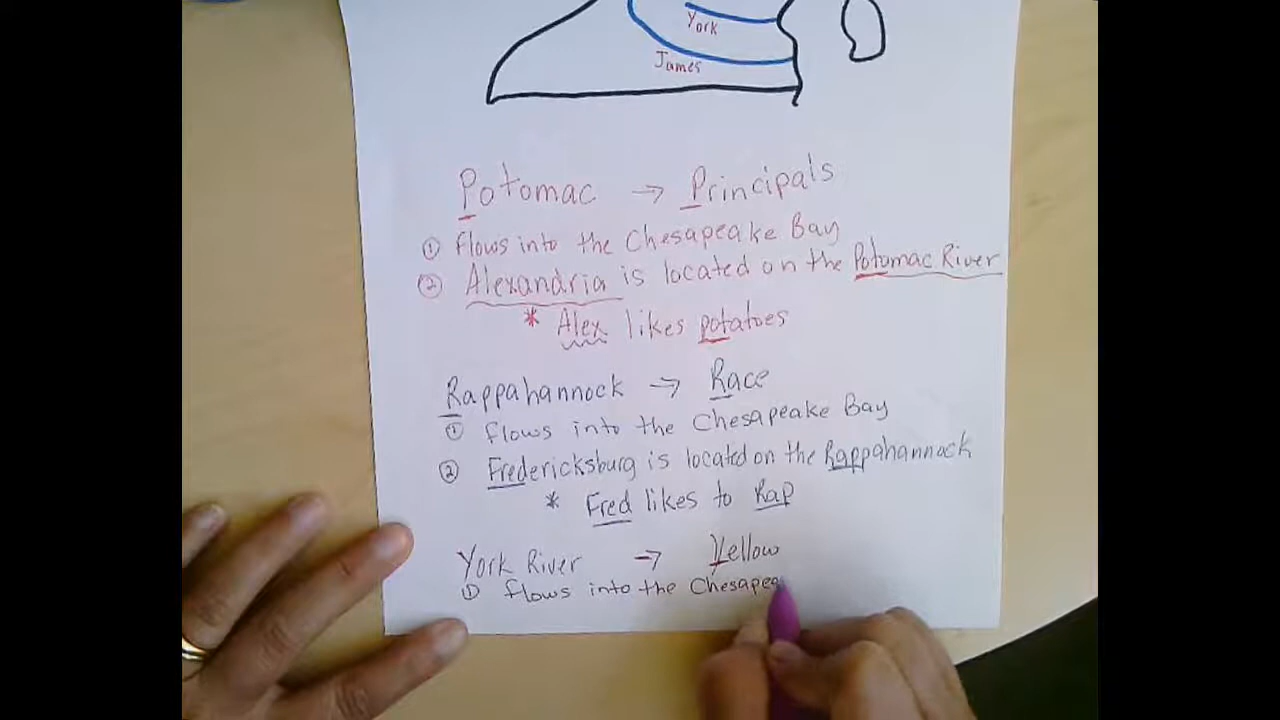 York
James
Potomac → Principals
① flows into the Chesapeake Bay
② Alexandria is located on the Potomac River
* Alex likes potatoes
Rappahannock → Race
① flows into the Chesapeake Bay
② Fredericksburg is located on the Rappahannock
* Fred likes to Rap
York River → Yellow
① flows into the Chesapea